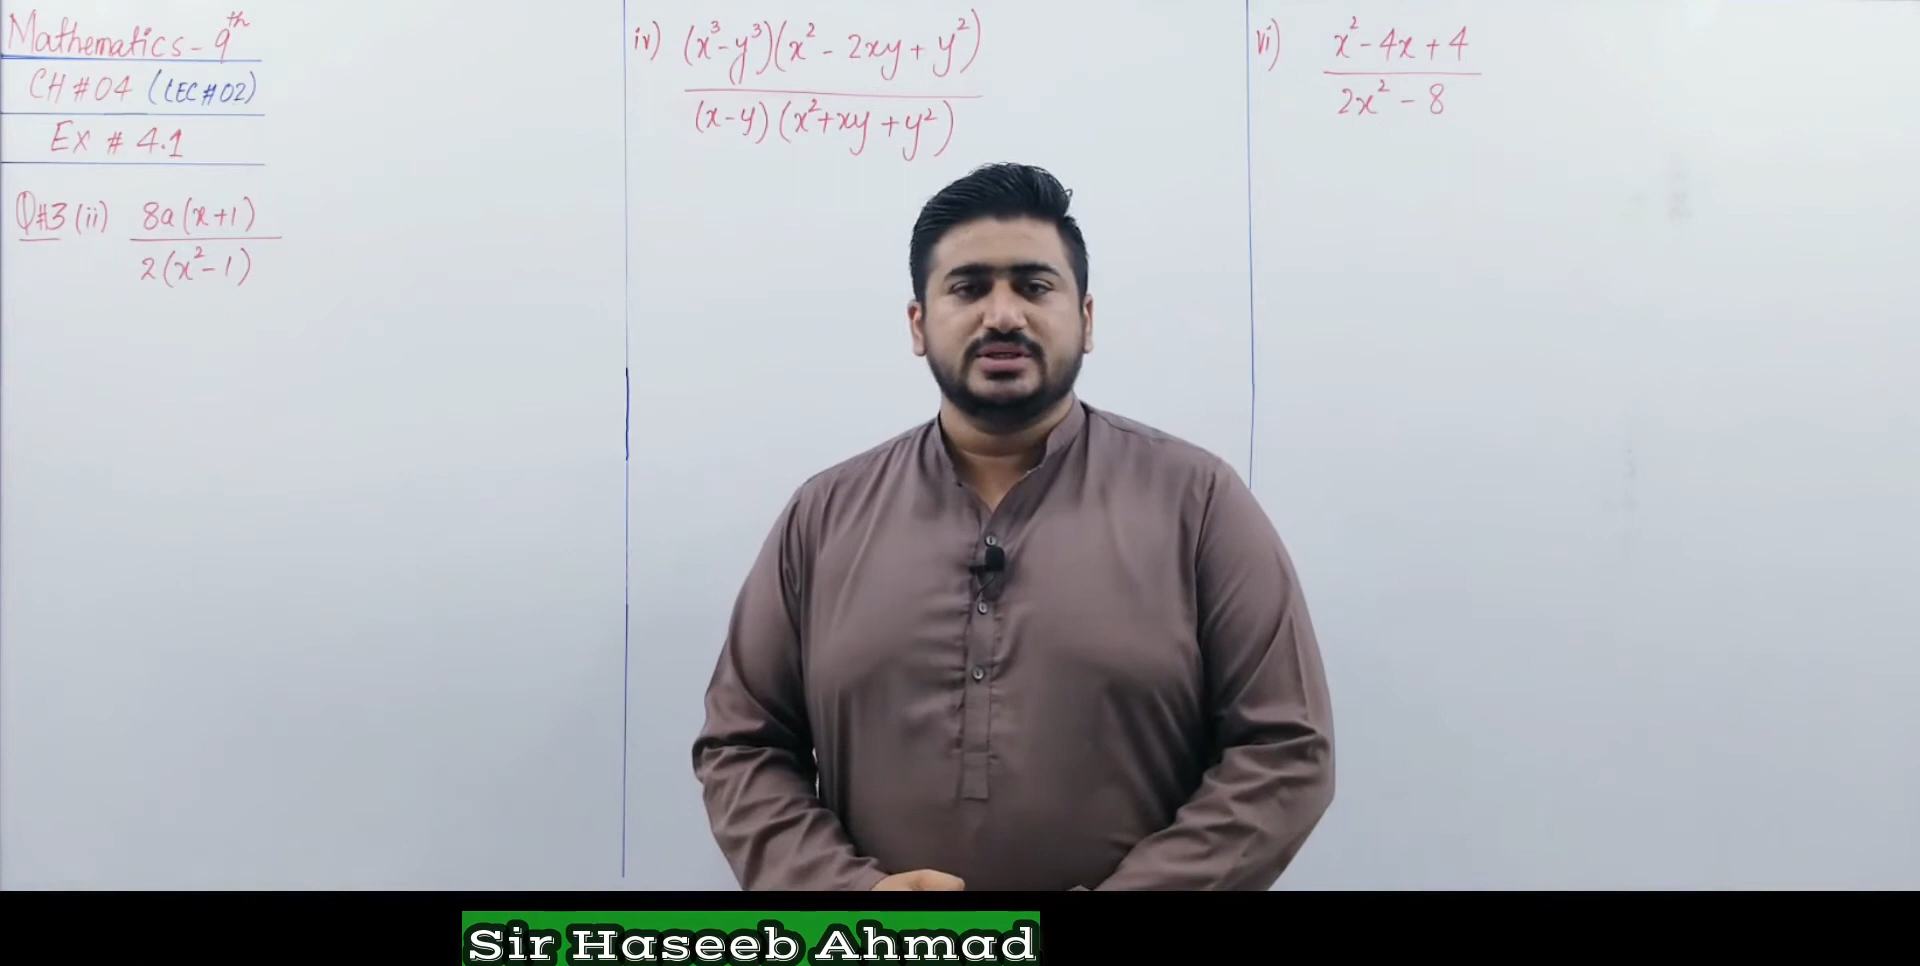 Mathematics - 9th
CH # 04 (LEC # 02)
Ex # 4.1
Q#3 (ii) 8a(x+1)
2(x²-1)
iv) (x³-y³)(x² - 2xy + y²)
(x-y) (x²+xy +y²)
vi) x² - 4x + 4
2x² - 8
Sir Haseeb Ahmad